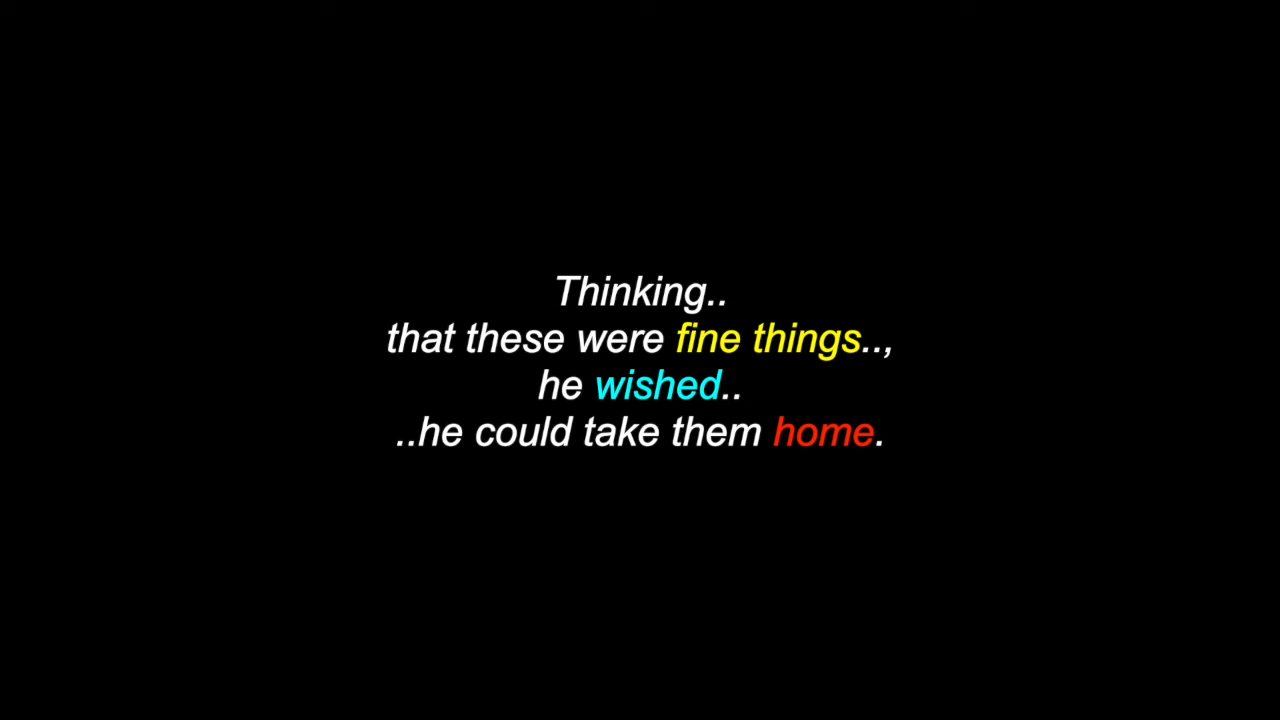 Thinking..
that these were fine things..,
he wished..
..he could take them home.